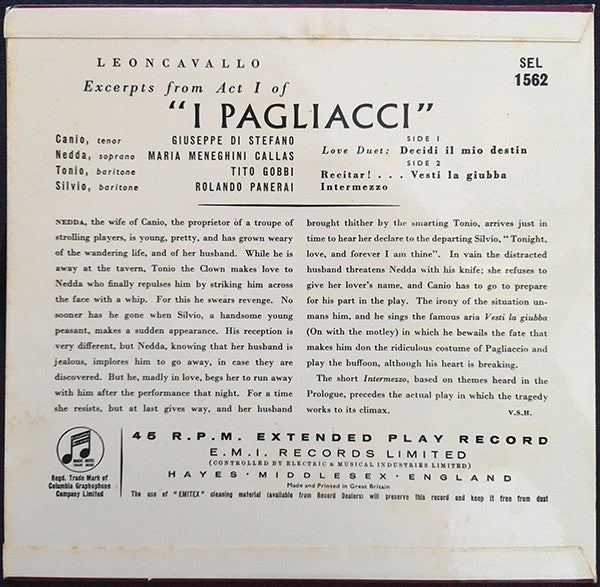 LEONCAVALLO
SEL
1562
Excerpts from Act I of
"I PAGLIACCI"
Canio, tenor GIUSEPPE DI STEFANO
Nedda, soprano MARIA MENEGHINI CALLAS
Tonio, baritone TITO GOBBI
Silvio, baritone ROLANDO PANERAI
SIDE 1
Love Duet: Decidi il mio destin
SIDE 2
Recitar! . . . Vesti la giubba
Intermezzo
NEDDA, the wife of Canio, the proprietor of a troupe of
strolling players, is young, pretty, and has grown weary
of the wandering life, and of her husband. While he is
away at the tavern, Tonio the Clown makes love to
Nedda who finally repulses him by striking him across
the face with a whip. For this he swears revenge. No
sooner has he gone when Silvio, a handsome young
peasant, makes a sudden appearance. His reception is
very different, but Nedda, knowing that her husband is
jealous, implores him to go away, in case they are
discovered. But he, madly in love, begs her to run away
with him after the performance that night. For a time
she resists, but at last gives way, and her husband
brought thither by the smarting Tonio, arrives just in
time to hear her declare to the departing Silvio, "Tonight,
love, and forever I am thine". In vain the distracted
husband threatens Nedda with his knife; she refuses to
give her lover's name, and Canio has to go to prepare
for his part in the play. The irony of the situation un-
mans him, and he sings the famous aria Vesti la giubba
(On with the motley) in which he bewails the fate that
makes him don the ridiculous costume of Pagliaccio and
play the buffoon, although his heart is breaking.
The short Intermezzo, based on themes heard in the
Prologue, precedes the actual play in which the tragedy
works to its climax. V.S.H.
Regd. Trade Mark of
Columbia Graphophone
Company Limited
45 R.P.M. EXTENDED PLAY RECORD
E.M.I. RECORDS LIMITED
(CONTROLLED BY ELECTRIC & MUSICAL INDUSTRIES LIMITED)
HAYES · MIDDLESEX · ENGLAND
Made and Printed in Great Britain
The use of "EMITEX" cleaning material (available from Record Dealers) will preserve this record and keep it free from dust